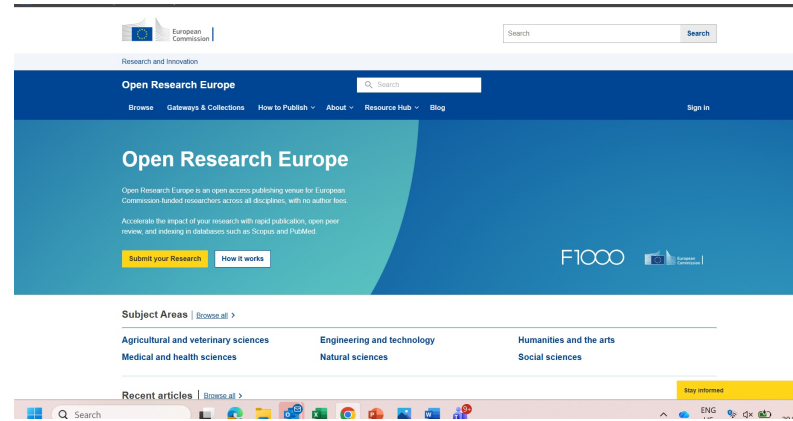 European
Commission
Search
Search
Research and Innovation
Open Research Europe
Search
Browse
Gateways & Collections
How to Publish
About
Resource Hub
Blog
Sign in
Open Research Europe
Open Research Europe is an open access publishing venue for European
Commission-funded researchers across all disciplines, with no author fees.
Accelerate the impact of your research with rapid publication, open peer
review, and indexing in databases such as Scopus and PubMed.
Submit your Research
How it works
F1000
European
Commission
Subject Areas | Browse all >
Agricultural and veterinary sciences
Engineering and technology
Humanities and the arts
Medical and health sciences
Natural sciences
Social sciences
Recent articles | Browse all >
Stay informed
Search
9+
ENG